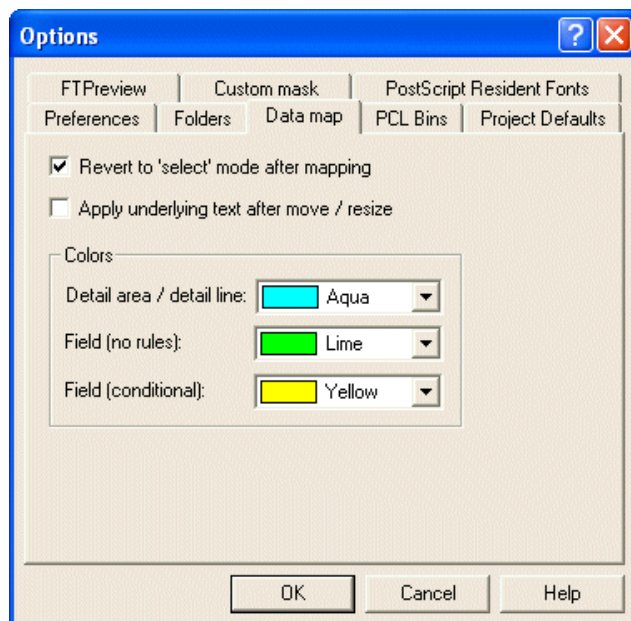 Options
FTPreview Custom mask PostScript Resident Fonts
Preferences Folders Data map PCL Bins Project Defaults
Revert to 'select' mode after mapping
Apply underlying text after move / resize
Colors
Detail area / detail line: Aqua
Field (no rules): Lime
Field (conditional): Yellow
OK Cancel Help